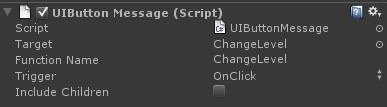 UIButton Message (Script)
Script UIButtonMessage
Target ChangeLevel
Function Name ChangeLevel
Trigger OnClick
Include Children